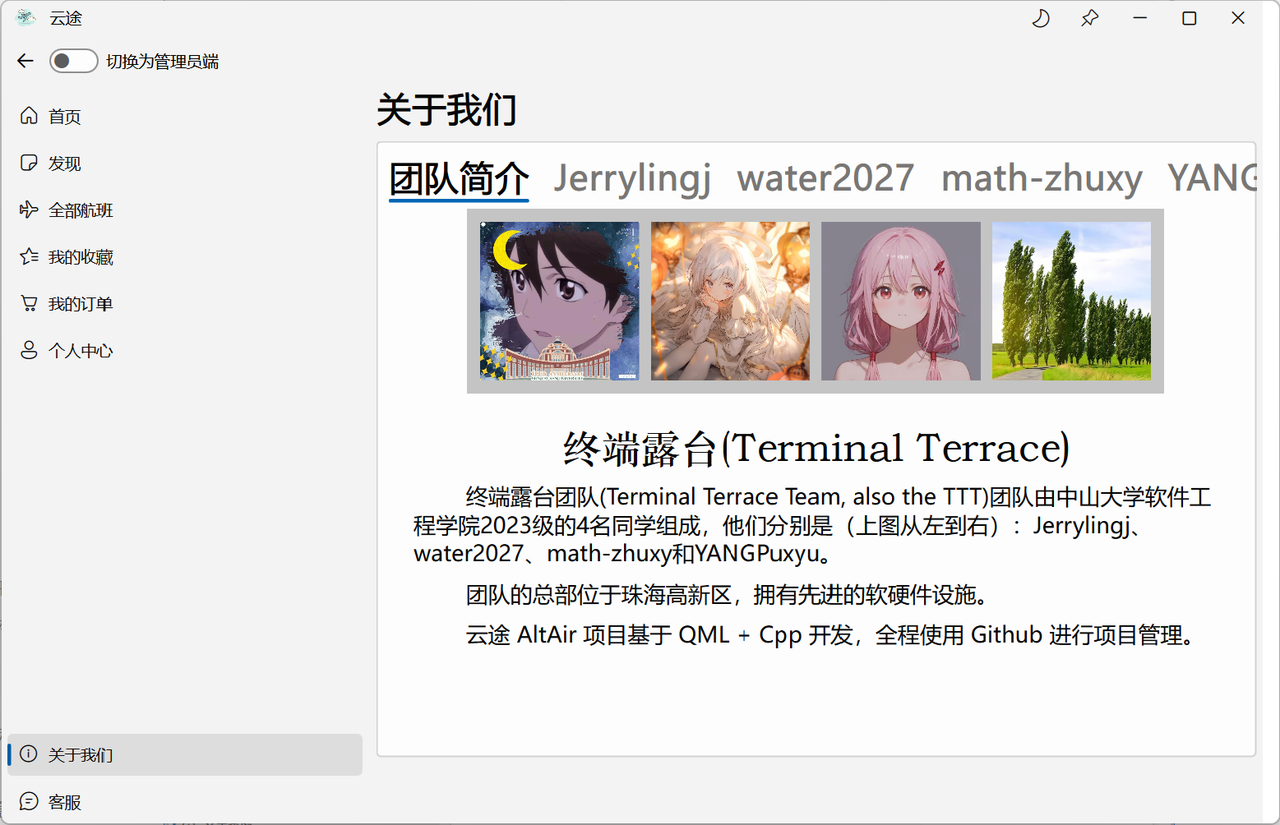 云途
切换为管理员端
首页
发现
全部航班
我的收藏
我的订单
个人中心
关于我们
客服
关于我们
团队简介 Jerrylingj water2027 math-zhuxy YANG
终端露台(Terminal Terrace)
终端露台团队(Terminal Terrace Team, also the TTT)团队由中山大学软件工
程学院2023级的4名同学组成，他们分别是（上图从左到右）：Jerrylingj、
water2027、math-zhuxy和YANGPuxyu。
团队的总部位于珠海高新区，拥有先进的软硬件设施。
云途 AltAir 项目基于 QML + Cpp 开发，全程使用 Github 进行项目管理。